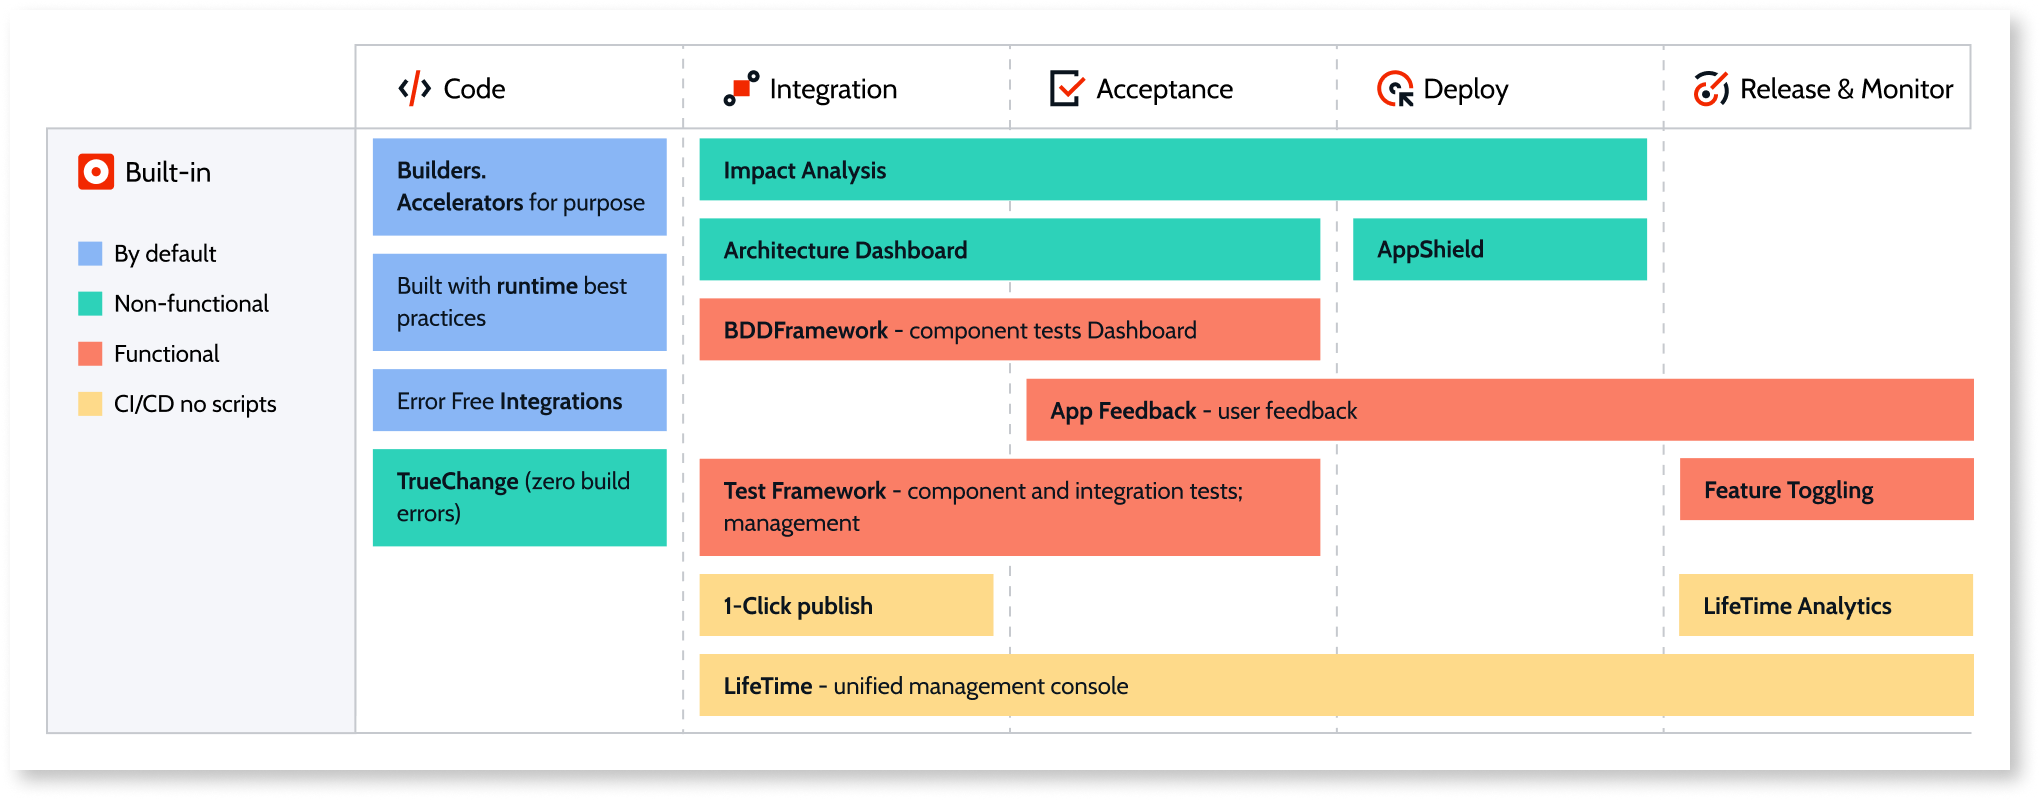 Code
Integration
Acceptance
Deploy
Release & Monitor
Built-in
By default
Non-functional
Functional
CI/CD no scripts
Builders.
Accelerators for purpose
Built with runtime best
practices
Error Free Integrations
TrueChange (zero build
errors)
Impact Analysis
Architecture Dashboard
AppShield
BDDFramework - component tests Dashboard
App Feedback - user feedback
Test Framework - component and integration tests;
management
Feature Toggling
1-Click publish
LifeTime Analytics
LifeTime - unified management console